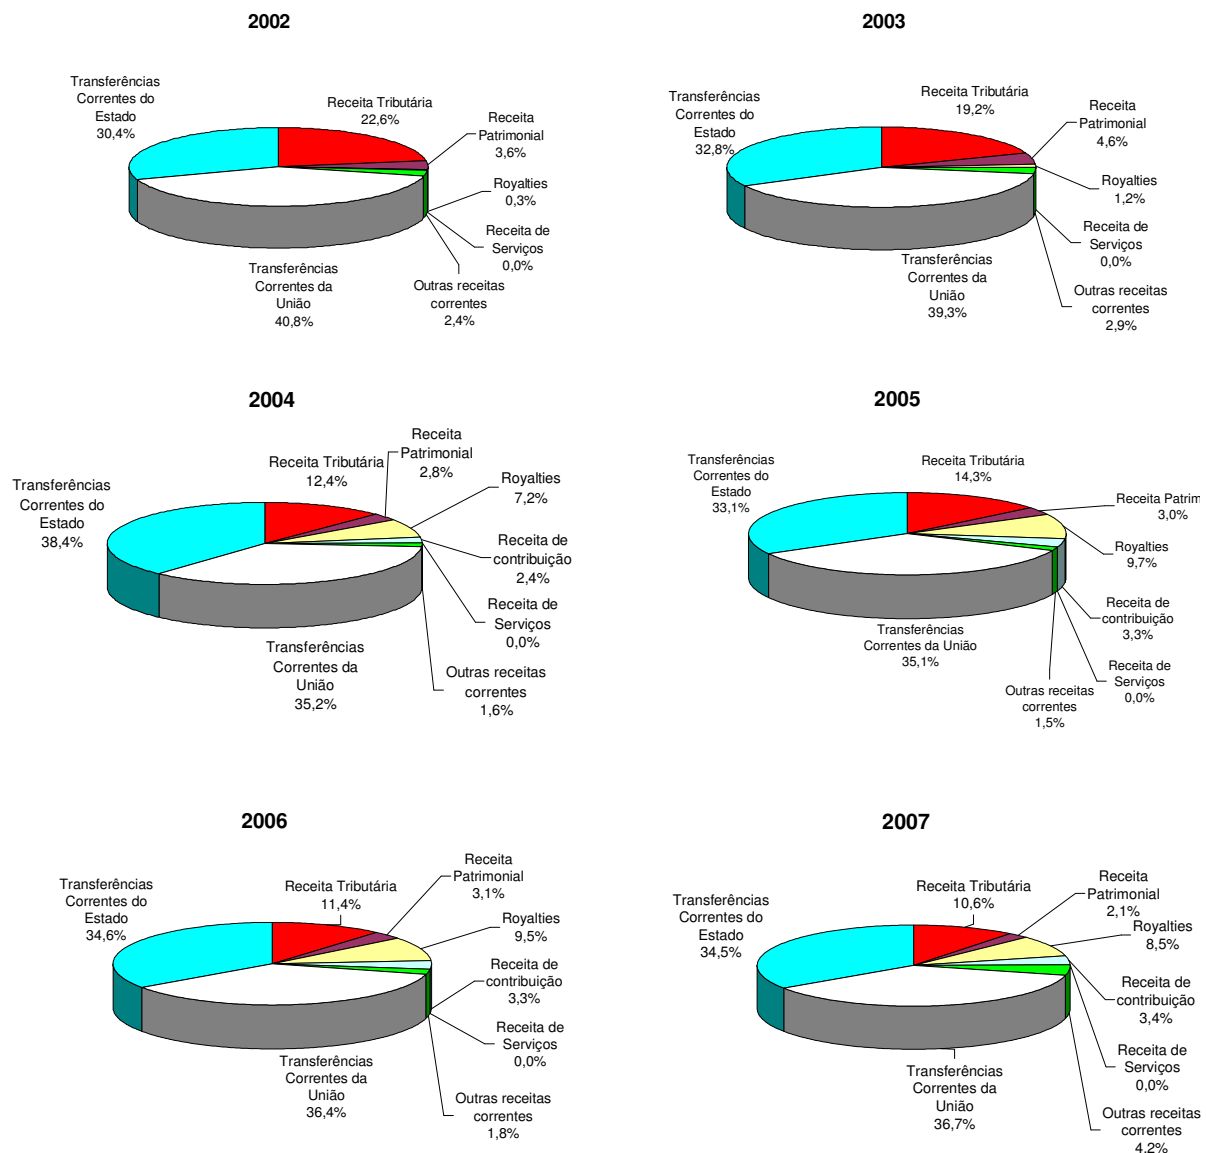 2002
Transferências
Correntes do
Estado
30,4%
Receita Tributária
22,6%
Receita
Patrimonial
3,6%
Royalties
0,3%
Receita de
Serviços
0,0%
Outras receitas
correntes
2,4%
Transferências
Correntes da
União
40,8%
2003
Transferências
Correntes do
Estado
32,8%
Receita Tributária
19,2%
Receita
Patrimonial
4,6%
Royalties
1,2%
Receita de
Serviços
0,0%
Outras receitas
correntes
2,9%
Transferências
Correntes da
União
39,3%
2004
Transferências
Correntes do
Estado
38,4%
Receita Tributária
12,4%
Receita
Patrimonial
2,8%
Royalties
7,2%
Receita de
contribuição
2,4%
Receita de
Serviços
0,0%
Outras receitas
correntes
1,6%
Transferências
Correntes da
União
35,2%
2005
Transferências
Correntes do
Estado
33,1%
Receita Tributária
14,3%
Receita Patrim
3,0%
Royalties
9,7%
Receita de
contribuição
3,3%
Receita de
Serviços
0,0%
Outras receitas
correntes
1,5%
Transferências
Correntes da União
35,1%
2006
Transferências
Correntes do
Estado
34,6%
Receita Tributária
11,4%
Receita
Patrimonial
3,1%
Royalties
9,5%
Receita de
contribuição
3,3%
Receita de
Serviços
0,0%
Outras receitas
correntes
1,8%
Transferências
Correntes da
União
36,4%
2007
Transferências
Correntes do
Estado
34,5%
Receita Tributária
10,6%
Receita
Patrimonial
2,1%
Royalties
8,5%
Receita de
contribuição
3,4%
Receita de
Serviços
0,0%
Outras receitas
correntes
4,2%
Transferências
Correntes da
União
36,7%